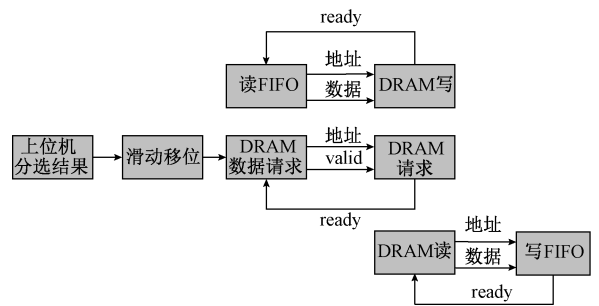 ready
读FIFO
地址
数据
DRAM写
上位机
分选结果
滑动移位
DRAM
数据请求
地址
valid
DRAM
请求
ready
DRAM读
地址
数据
写FIFO
ready